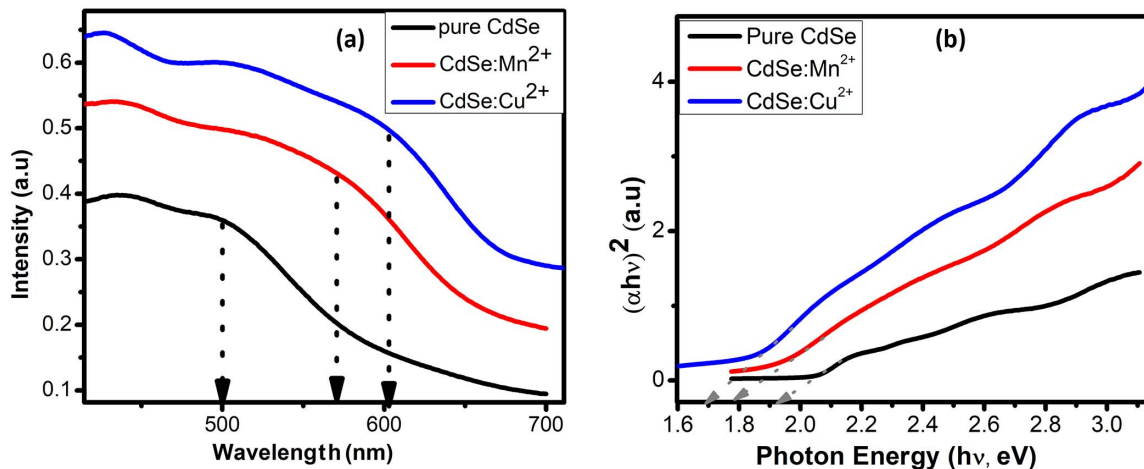 (a)
pure CdSe
CdSe:Mn²⁺
CdSe:Cu²⁺
Intensity (a.u)
0.6
0.5
0.4
0.3
0.2
0.1
500
600
700
Wavelength (nm)
(b)
Pure CdSe
CdSe:Mn²⁺
CdSe:Cu²⁺
(αhν)² (a.u)
4
2
0
1.6
1.8
2.0
2.2
2.4
2.6
2.8
3.0
Photon Energy (hν, eV)